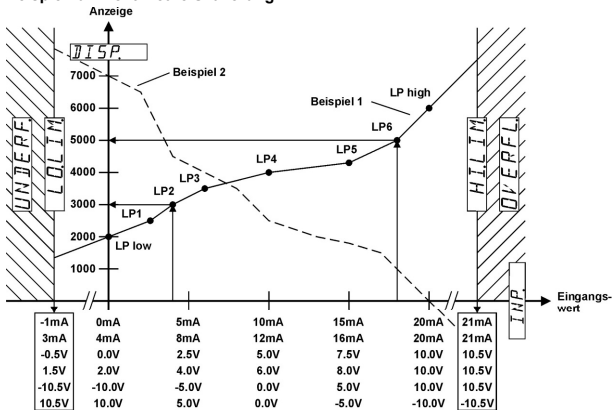 Anzeige
DISP.
7000
6000
5000
4000
3000
2000
1000
Beispiel 2
Beispiel 1
LP high
LP6
LP5
LP4
LP3
LP2
LP1
LP low
UNDERF.
LO.LIM.
HI.LIM.
OVERFL.
INP.
Eingangs-
wert
-1mA 0mA 5mA 10mA 15mA 20mA 21mA
3mA 4mA 8mA 12mA 16mA 20mA 21mA
-0.5V 0.0V 2.5V 5.0V 7.5V 10.0V 10.5V
1.5V 2.0V 4.0V 6.0V 8.0V 10.0V 10.5V
-10.5V -10.0V -5.0V 0.0V 5.0V 10.0V 10.5V
10.5V 10.0V 5.0V 0.0V -5.0V -10.0V -10.5V